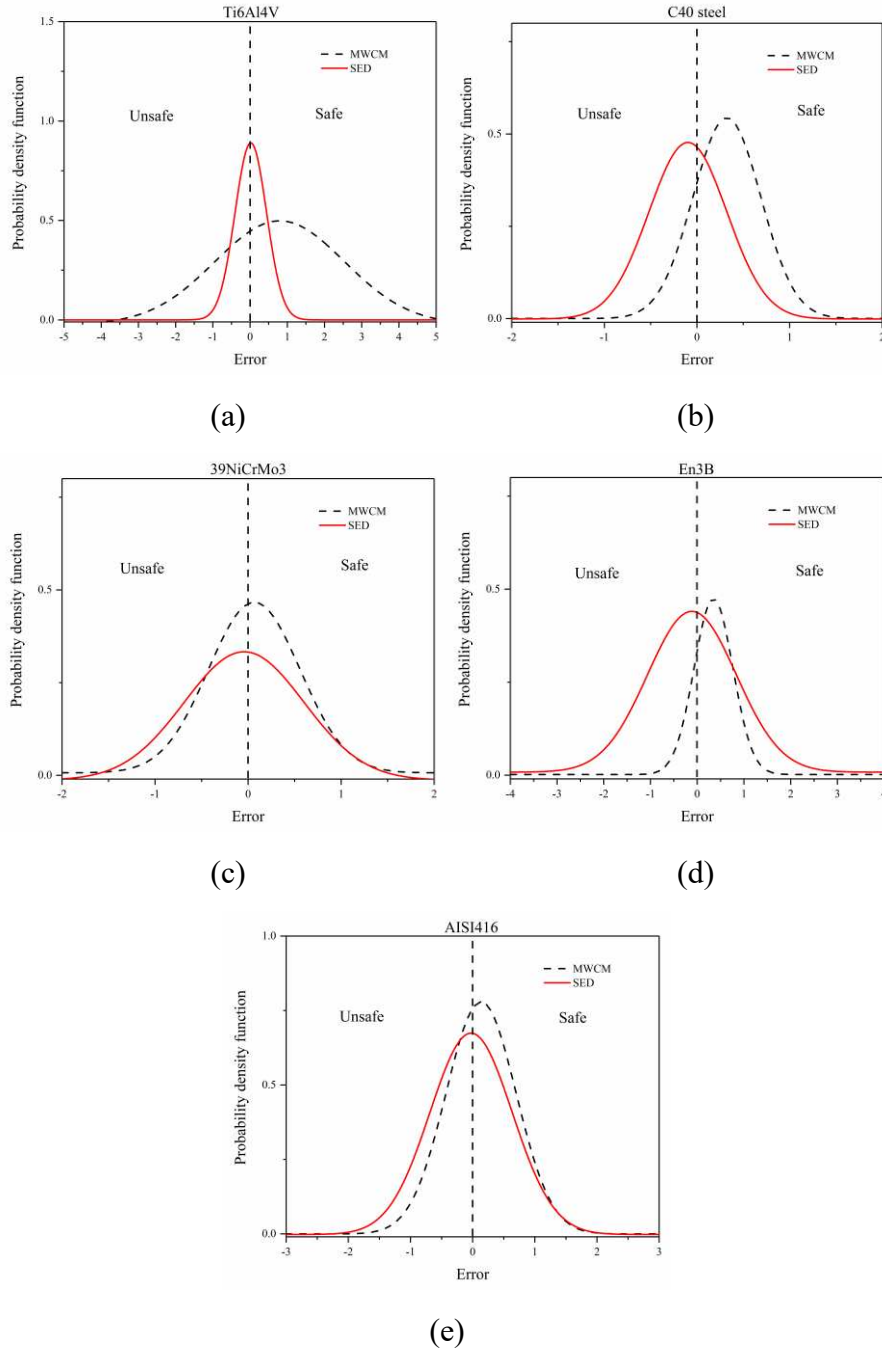 Ti6Al4V
1.5
1.0
0.5
0.0
Probability density function
MWCM
SED
Unsafe
Safe
-5 -4 -3 -2 -1 0 1 2 3 4 5
Error
(a)
C40 steel
0.5
0.0
Probability density function
MWCM
SED
Unsafe
Safe
-2 -1 0 1 2
Error
(b)
39NiCrMo3
0.5
0.0
Probability density function
MWCM
SED
Unsafe
Safe
-2 -1 0 1 2
Error
(c)
En3B
0.5
0.0
Probability density function
MWCM
SED
Unsafe
Safe
-4 -3 -2 -1 0 1 2 3 4
Error
(d)
AISI416
1.0
0.5
0.0
Probability density function
MWCM
SED
Unsafe
Safe
-3 -2 -1 0 1 2 3
Error
(e)